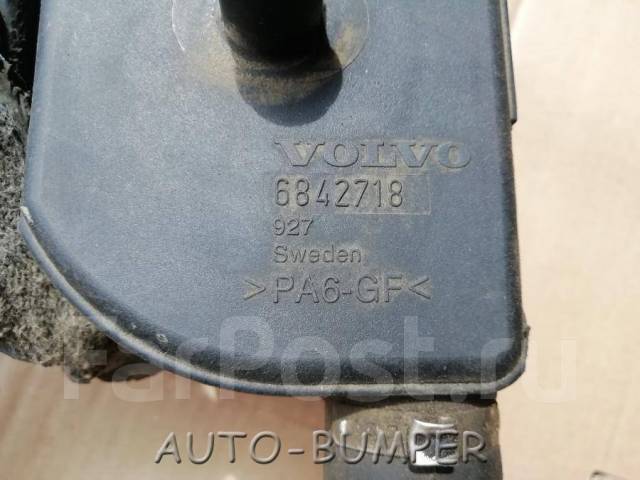 VOLVO
6842718
927
Sweden
>PA6-GF<
farPost.ru
AUTO-BUMPER